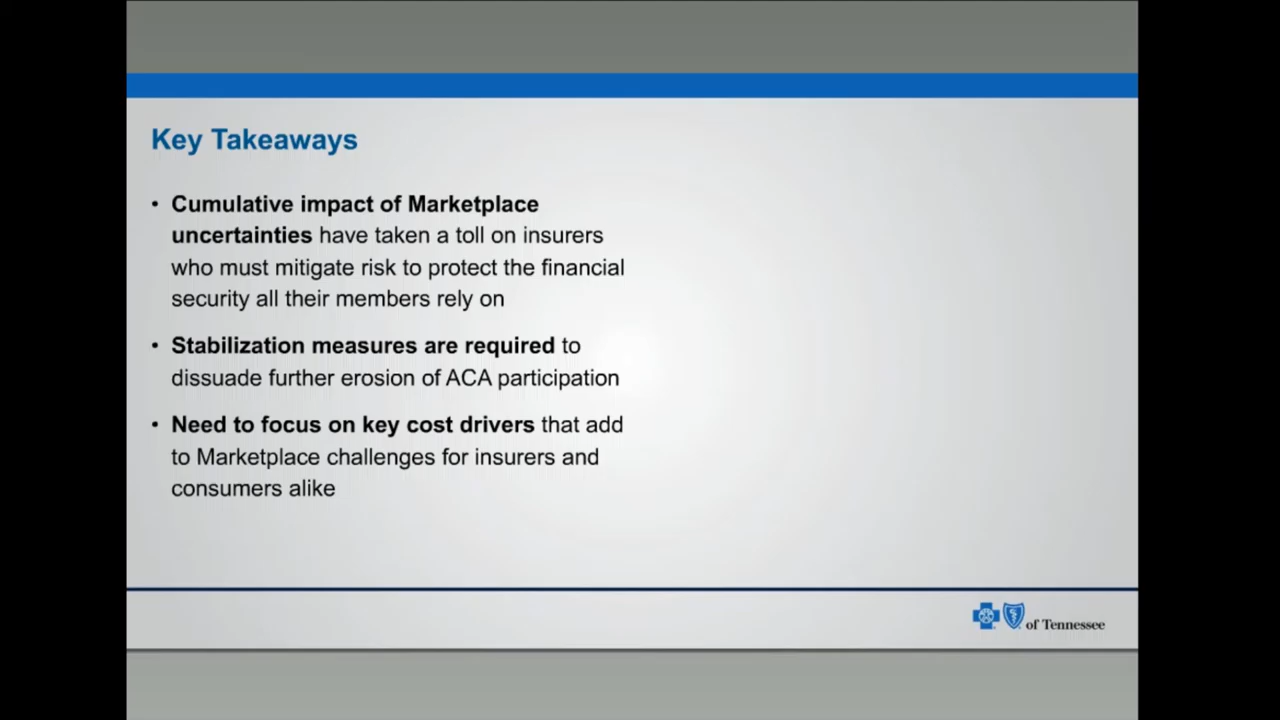 Key Takeaways
• Cumulative impact of Marketplace
uncertainties have taken a toll on insurers
who must mitigate risk to protect the financial
security all their members rely on
• Stabilization measures are required to
dissuade further erosion of ACA participation
• Need to focus on key cost drivers that add
to Marketplace challenges for insurers and
consumers alike
of Tennessee